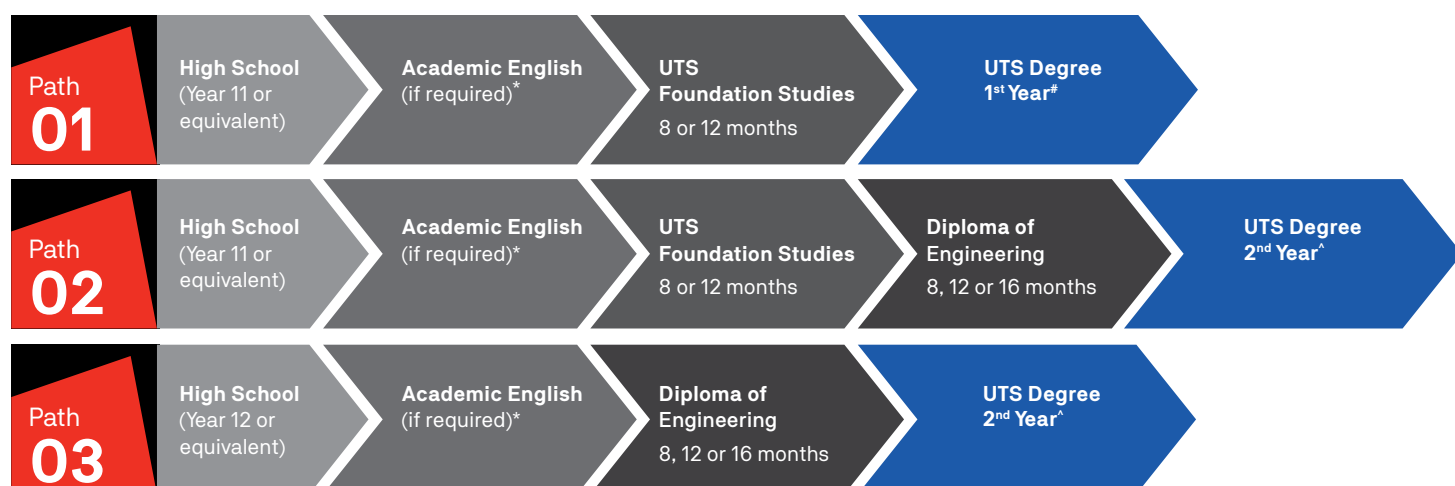 Path
01
High School
(Year 11 or
equivalent)
Academic English
(if required)*
UTS
Foundation Studies
8 or 12 months
UTS Degree
1st Year#
Path
02
High School
(Year 11 or
equivalent)
Academic English
(if required)*
UTS
Foundation Studies
8 or 12 months
Diploma of
Engineering
8, 12 or 16 months
UTS Degree
2nd Year^
Path
03
High School
(Year 12 or
equivalent)
Academic English
(if required)*
Diploma of
Engineering
8, 12 or 16 months
UTS Degree
2nd Year^